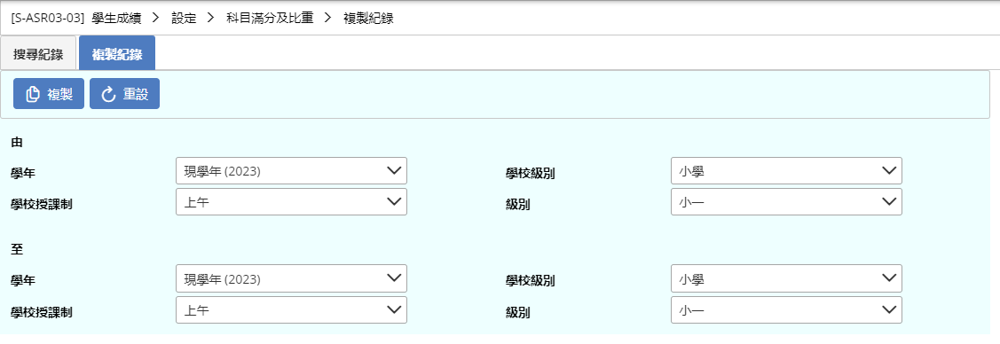 [S-ASR03-03] 學生成績 > 設定 > 科目滿分及比重 > 複製紀錄
搜尋紀錄 複製紀錄
複製 重設
由
學年 現學年 (2023) 學校級別 小學
學校授課制 上午 級別 小一
至
學年 現學年 (2023) 學校級別 小學
學校授課制 上午 級別 小一